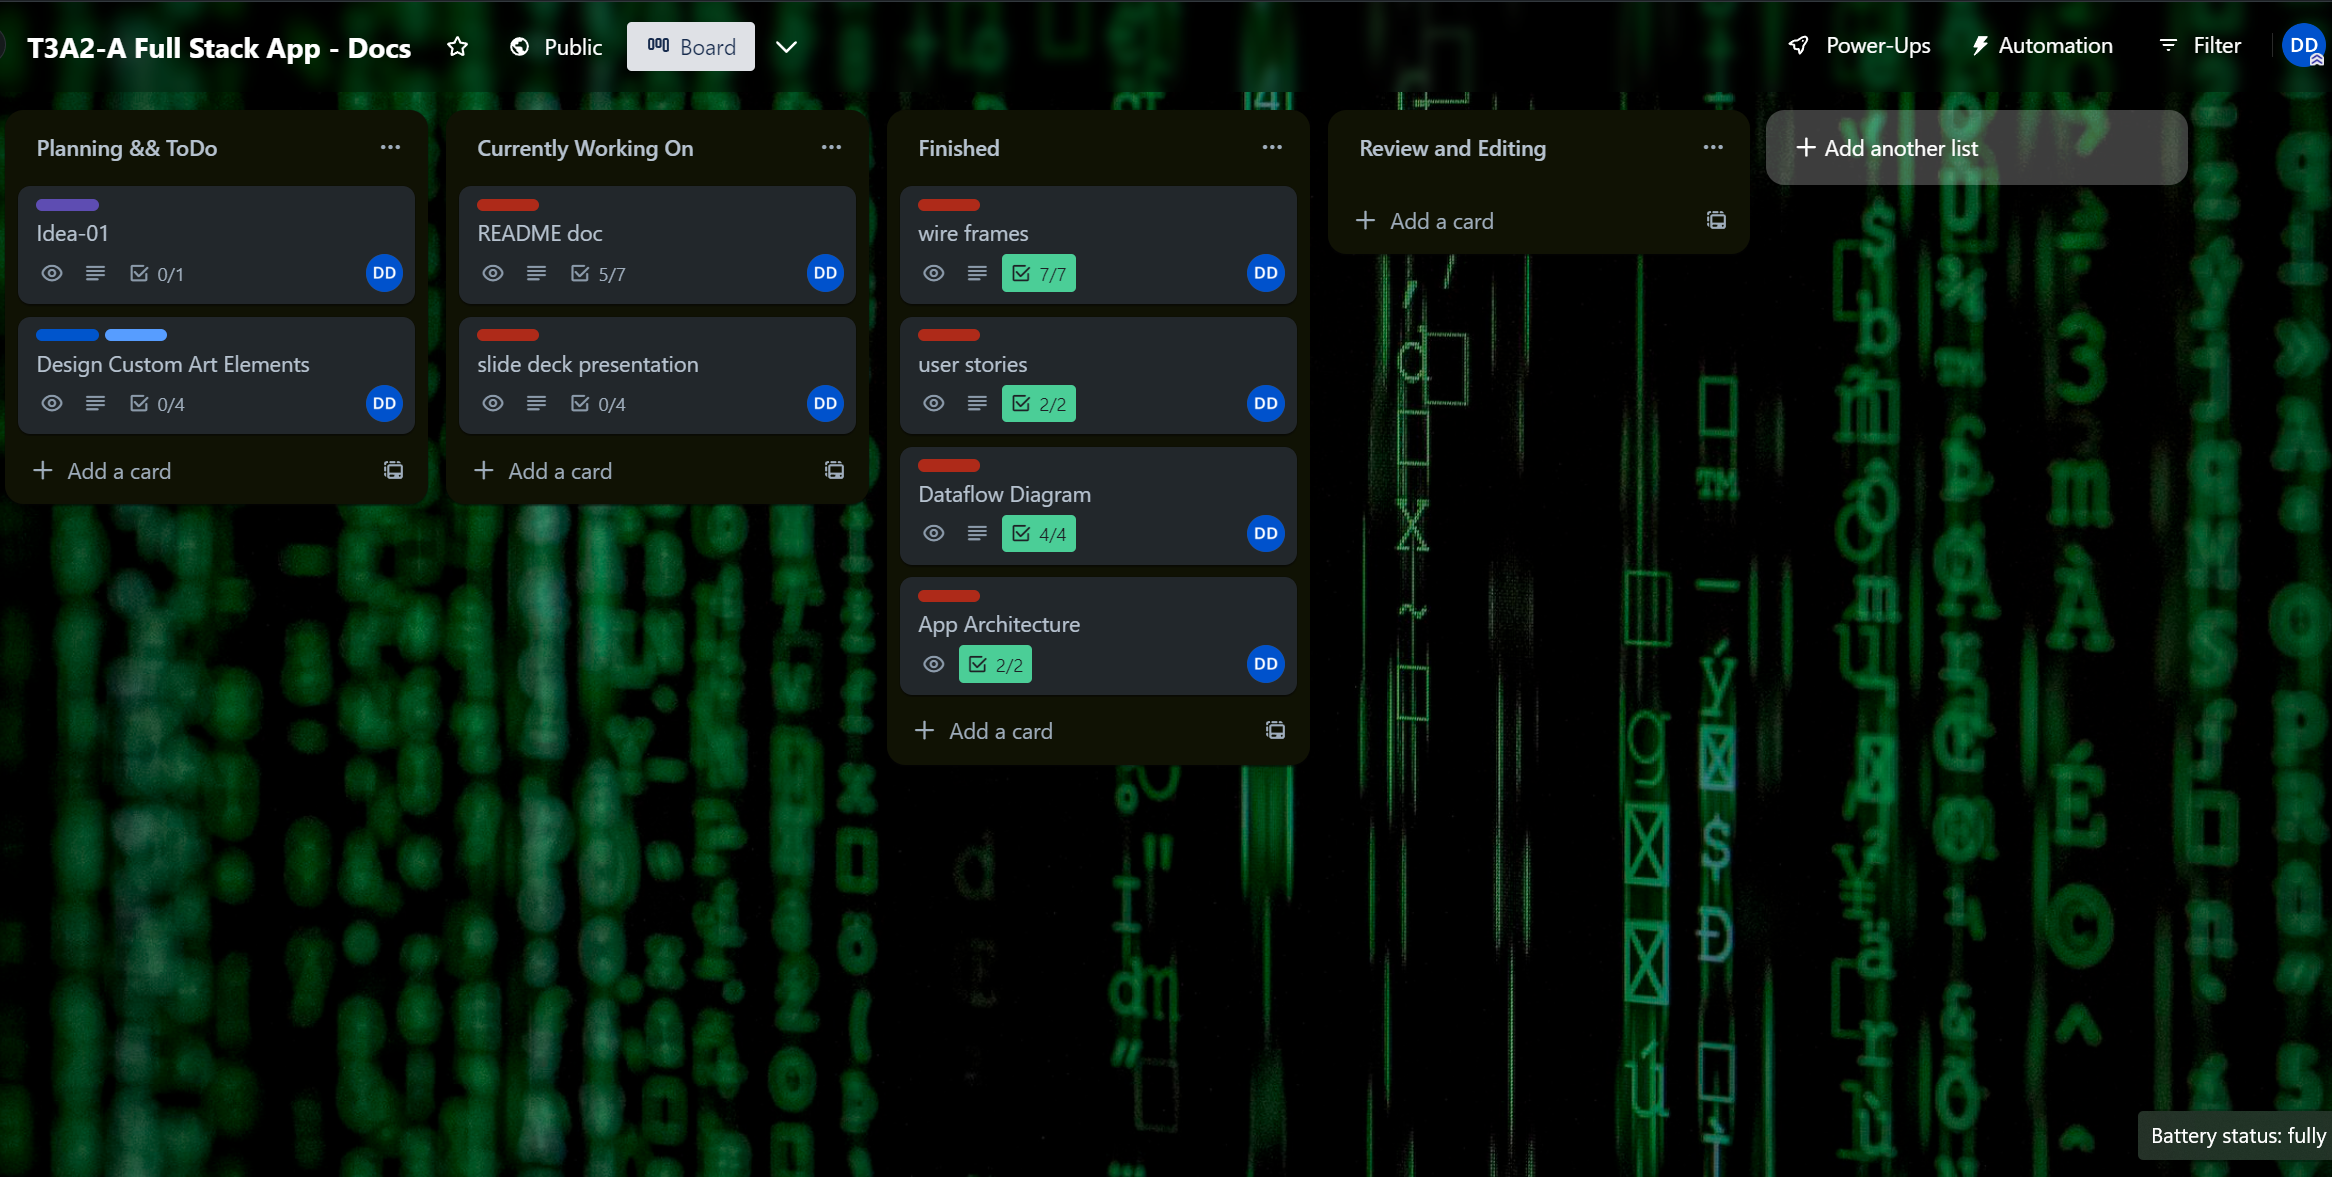 T3A2-A Full Stack App - Docs
Public
Board
Power-Ups
Automation
Filter
DD
Planning && ToDo
Idea-01
0/1
DD
Design Custom Art Elements
0/4
DD
Add a card
Currently Working On
README doc
5/7
DD
slide deck presentation
0/4
DD
Add a card
Finished
wire frames
7/7
DD
user stories
2/2
DD
Dataflow Diagram
4/4
DD
App Architecture
2/2
DD
Add a card
Review and Editing
Add a card
Add another list
Battery status: fully